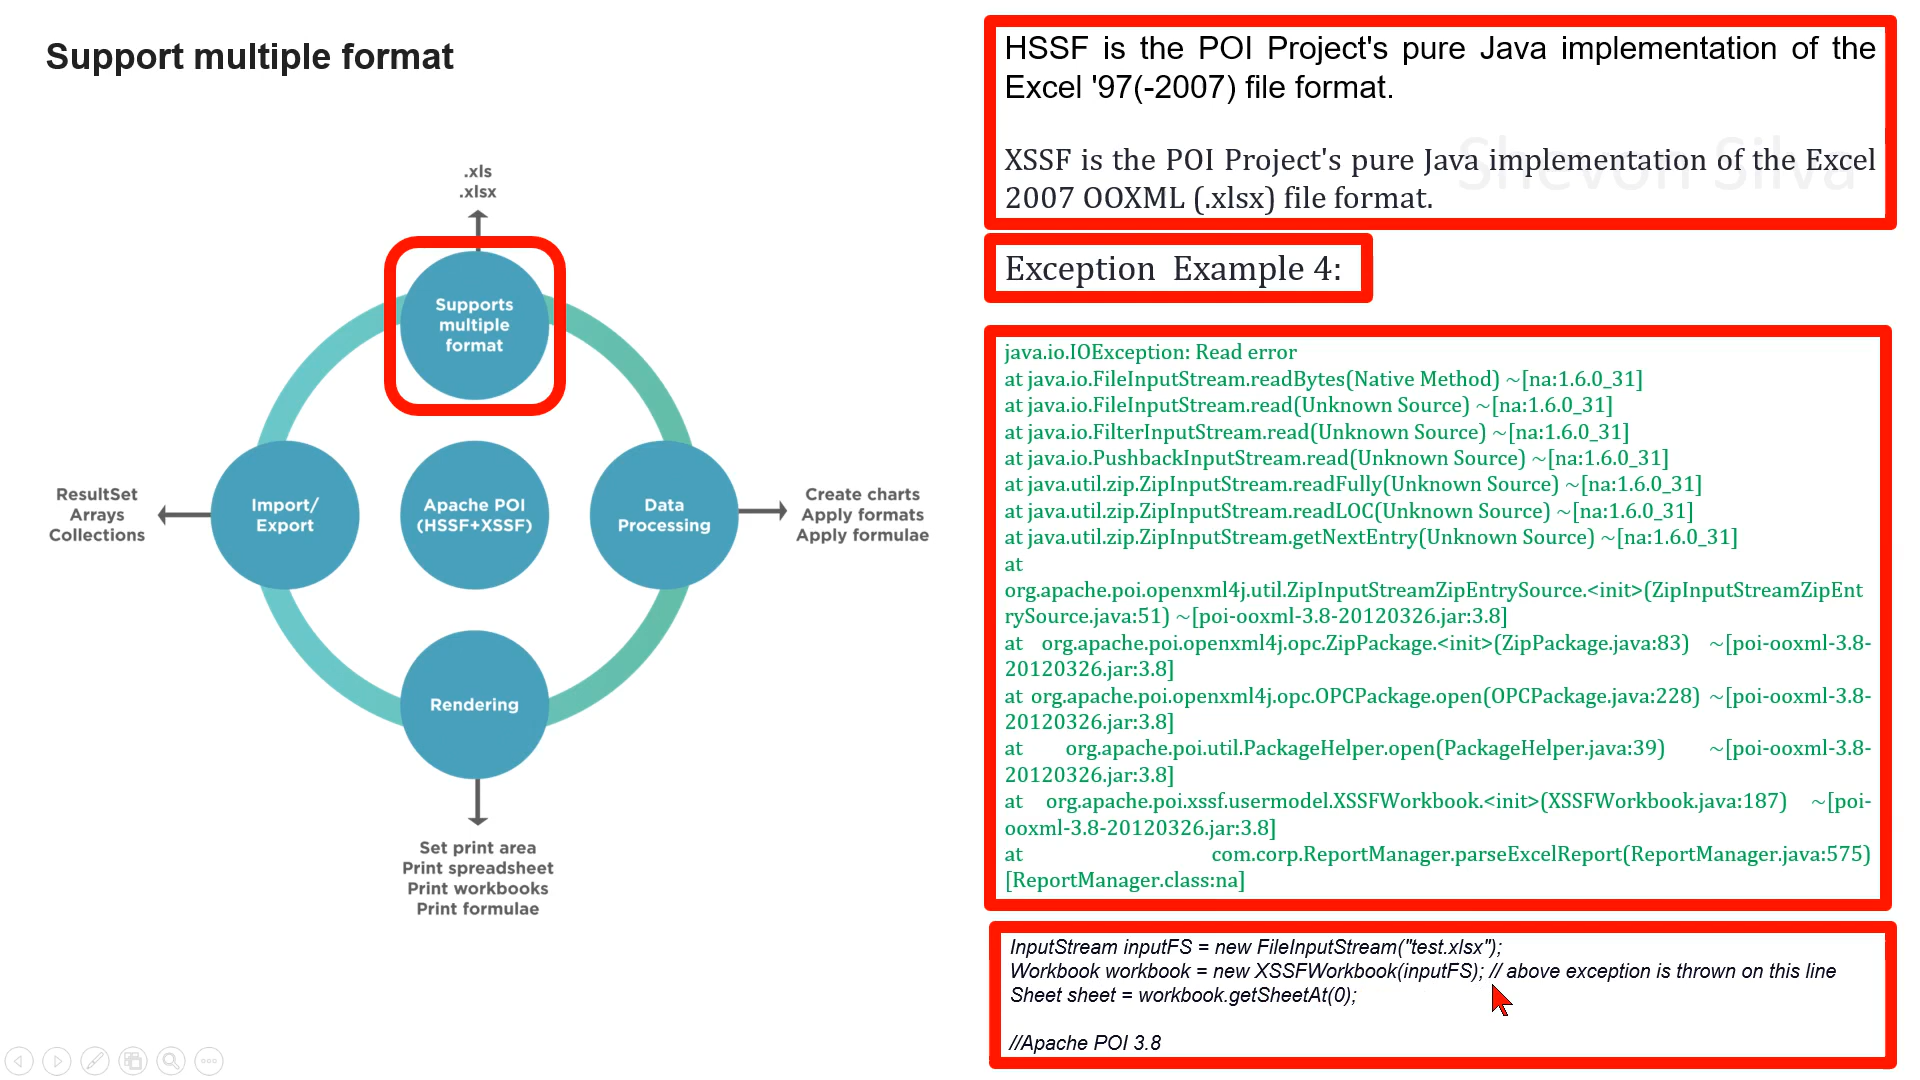 Support multiple format
.xls
.xlsx
Supports
multiple
format
Import/
Export
Apache POI
(HSSF+XSSF)
Data
Processing
Rendering
ResultSet
Arrays
Collections
Create charts
Apply formats
Apply formulae
Set print area
Print spreadsheet
Print workbooks
Print formulae
HSSF is the POI Project's pure Java implementation of the
Excel '97(-2007) file format.
Shevon Silva
XSSF is the POI Project's pure Java implementation of the Excel
2007 OOXML (.xlsx) file format.
Exception Example 4:
java.io.IOException: Read error
at java.io.FileInputStream.readBytes(Native Method) ~[na:1.6.0_31]
at java.io.FileInputStream.read(Unknown Source) ~[na:1.6.0_31]
at java.io.FilterInputStream.read(Unknown Source) ~[na:1.6.0_31]
at java.io.PushbackInputStream.read(Unknown Source) ~[na:1.6.0_31]
at java.util.zip.ZipInputStream.readFully(Unknown Source) ~[na:1.6.0_31]
at java.util.zip.ZipInputStream.readLOC(Unknown Source) ~[na:1.6.0_31]
at java.util.zip.ZipInputStream.getNextEntry(Unknown Source) ~[na:1.6.0_31]
at
org.apache.poi.openxml4j.util.ZipInputStreamZipEntrySource.<init>(ZipInputStreamZipEnt
rySource.java:51) ~[poi-ooxml-3.8-20120326.jar:3.8]
at org.apache.poi.openxml4j.opc.ZipPackage.<init>(ZipPackage.java:83) ~[poi-ooxml-3.8-
20120326.jar:3.8]
at org.apache.poi.openxml4j.opc.OPCPackage.open(OPCPackage.java:228) ~[poi-ooxml-3.8-
20120326.jar:3.8]
at org.apache.poi.util.PackageHelper.open(PackageHelper.java:39) ~[poi-ooxml-3.8-
20120326.jar:3.8]
at org.apache.poi.xssf.usermodel.XSSFWorkbook.<init>(XSSFWorkbook.java:187) ~[poi-
ooxml-3.8-20120326.jar:3.8]
at com.corp.ReportManager.parseExcelReport(ReportManager.java:575)
[ReportManager.class:na]
InputStream inputFS = new FileInputStream("test.xlsx");
Workbook workbook = new XSSFWorkbook(inputFS); // above exception is thrown on this line
Sheet sheet = workbook.getSheetAt(0);
//Apache POI 3.8